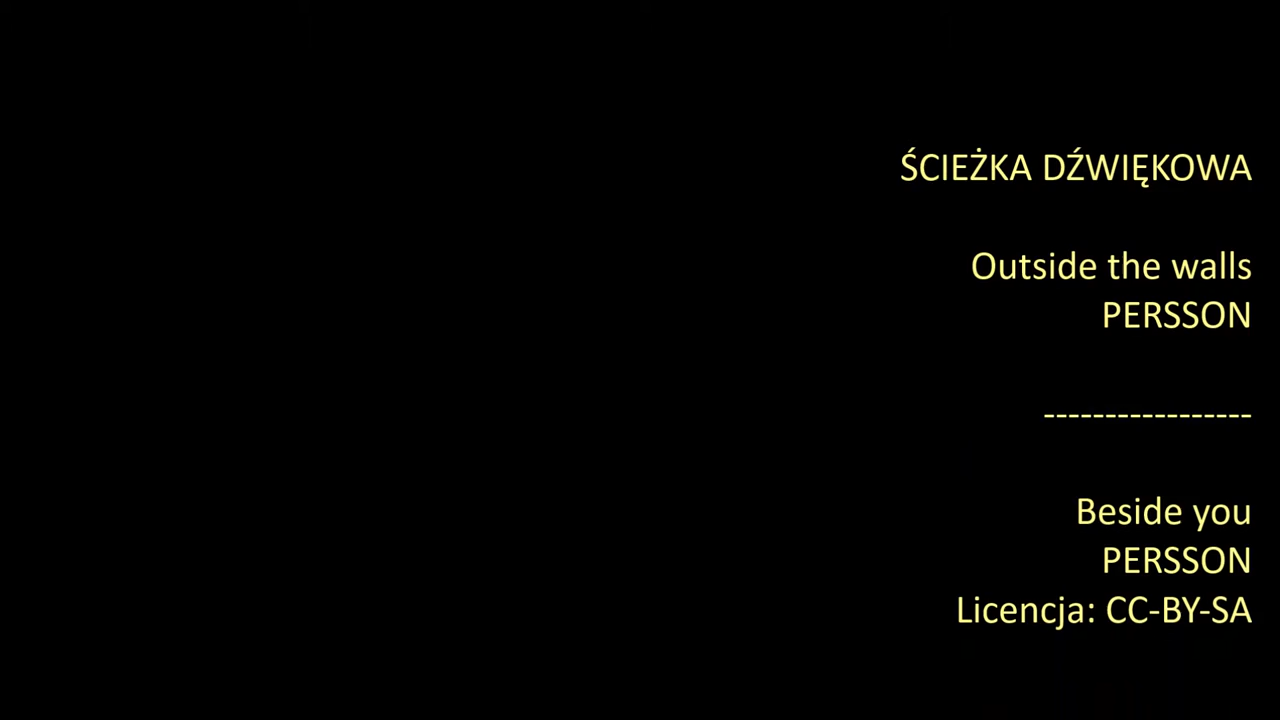 ŚCIEŻKA DŹWIĘKOWA
Outside the walls
PERSSON
-----------------
Beside you
PERSSON
Licencja: CC-BY-SA